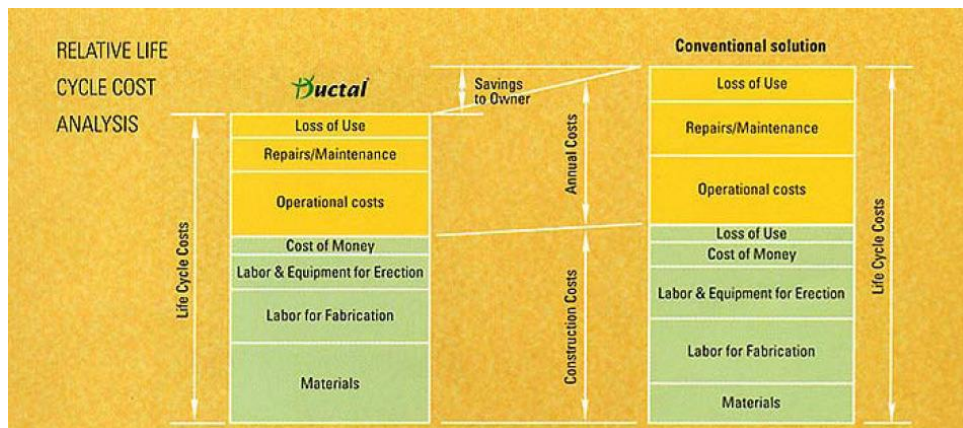 RELATIVE LIFE
CYCLE COST
ANALYSIS
Ductal
Loss of Use
Repairs/Maintenance
Operational costs
Cost of Money
Labor & Equipment for Erection
Labor for Fabrication
Materials
Life Cycle Costs
Savings
to Owner
Annual Costs
Construction Costs
Conventional solution
Loss of Use
Repairs/Maintenance
Operational costs
Loss of Use
Cost of Money
Labor & Equipment for Erection
Labor for Fabrication
Materials
Life Cycle Costs